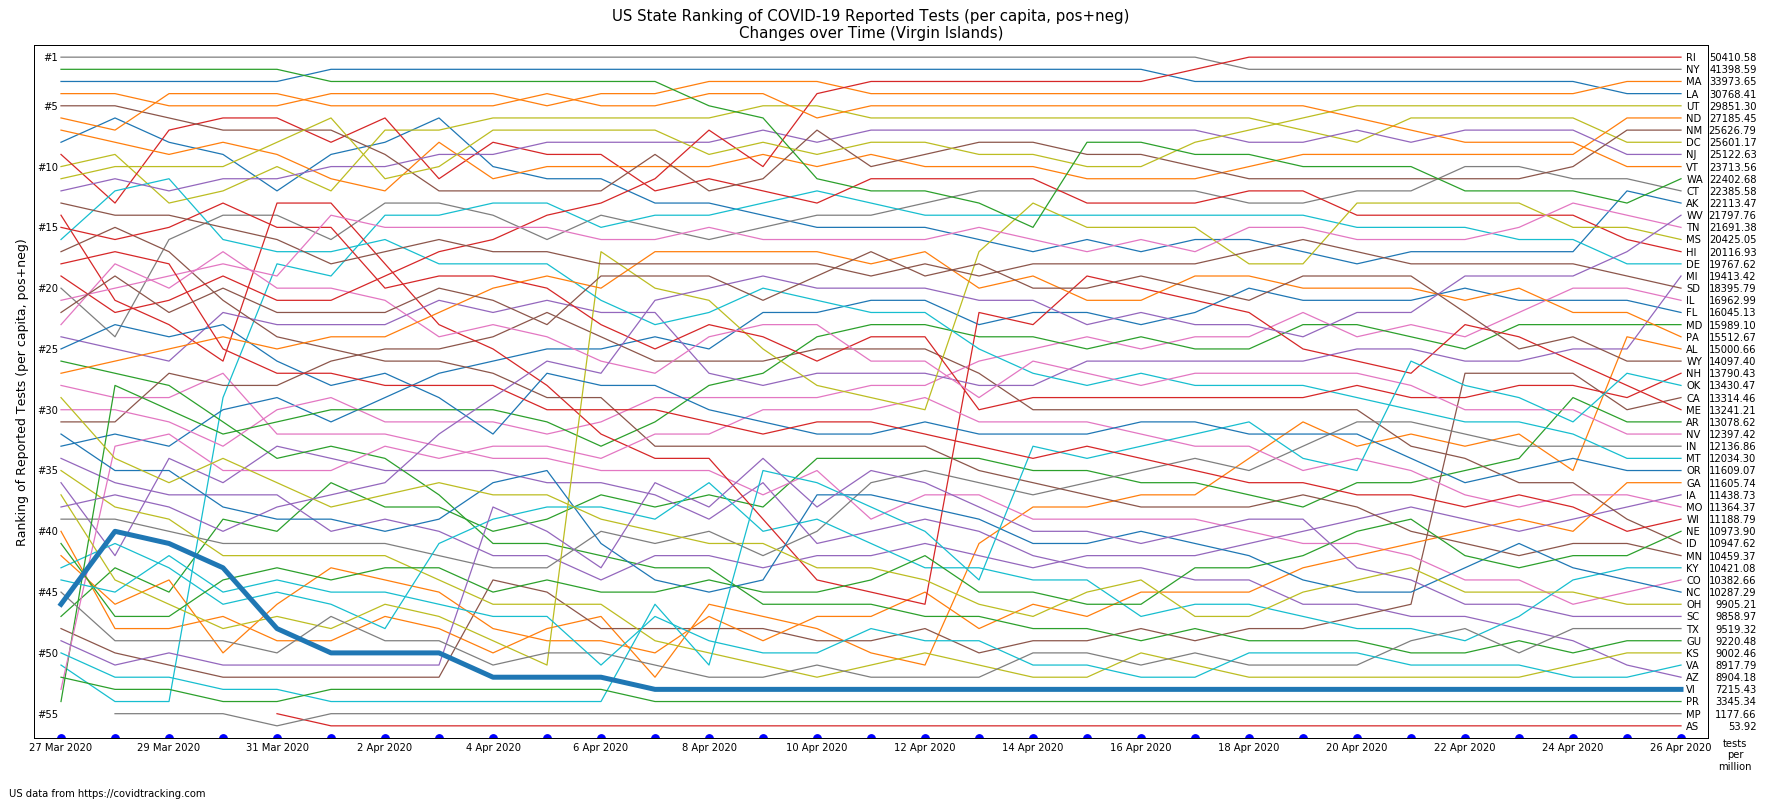 US State Ranking of COVID-19 Reported Tests (per capita, pos+neg)
Changes over Time (Virgin Islands)
Ranking of Reported Tests (per capita, pos+neg)
#1
#5
#10
#15
#20
#25
#30
#35
#40
#45
#50
#55
RI 50410.58
NY 41398.59
MA 33973.65
LA 30768.41
UT 29851.30
ND 27185.45
NM 25626.79
DC 25601.17
NJ 25122.63
VT 23713.56
WA 22402.68
CT 22385.58
AK 22113.47
WV 21797.76
TN 21691.38
MS 20425.05
HI 20116.93
DE 19767.62
MI 19413.42
SD 18395.79
IL 16962.99
FL 16045.13
MD 15989.10
PA 15512.67
AL 15000.66
WY 14097.40
NH 13790.43
OK 13430.47
CA 13314.46
ME 13241.21
AR 13078.62
NV 12397.42
IN 12136.86
MT 12034.30
OR 11609.07
GA 11605.74
IA 11438.73
MO 11364.37
WI 11188.79
NE 10973.90
ID 10947.62
MN 10459.37
KY 10421.08
CO 10382.66
NC 10287.29
OH 9905.21
SC 9858.97
TX 9519.32
GU 9220.48
KS 9002.46
VA 8917.79
AZ 8904.18
VI 7215.43
PR 3345.34
MP 1177.66
AS 53.92
27 Mar 2020 29 Mar 2020 31 Mar 2020 2 Apr 2020 4 Apr 2020 6 Apr 2020 8 Apr 2020 10 Apr 2020 12 Apr 2020 14 Apr 2020 16 Apr 2020 18 Apr 2020 20 Apr 2020 22 Apr 2020 24 Apr 2020 26 Apr 2020
tests
per
million
US data from https://covidtracking.com